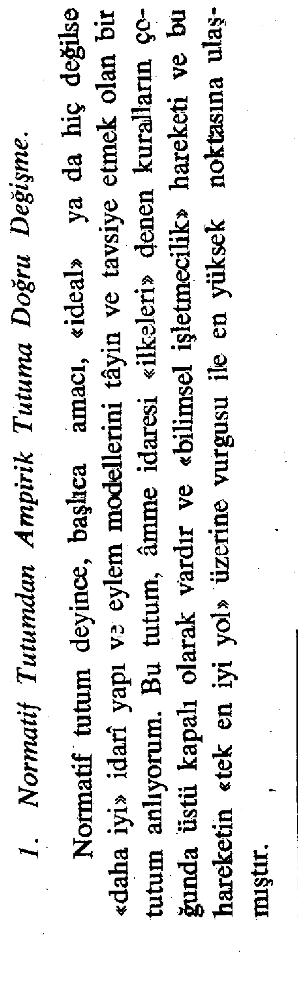 1. Normatif Tutumdan Ampirik Tutuma Doğru Değişme.
Normatif tutum deyince, başlıca amacı, «ideal» ya da hiç değilse
«daha iyi» idarî yapı ve eylem modellerini tâyin ve tavsiye etmek olan bir
tutum anlıyorum. Bu tutum, âmme idaresi «ilkeleri» denen kuralların ço-
ğunda üstü kapalı olarak vardır ve «bilimsel işletmecilik» hareketi ve bu
hareketin «tek en iyi yol» üzerine vurgusu ile en yüksek noktasına ulaş-
mıştır.